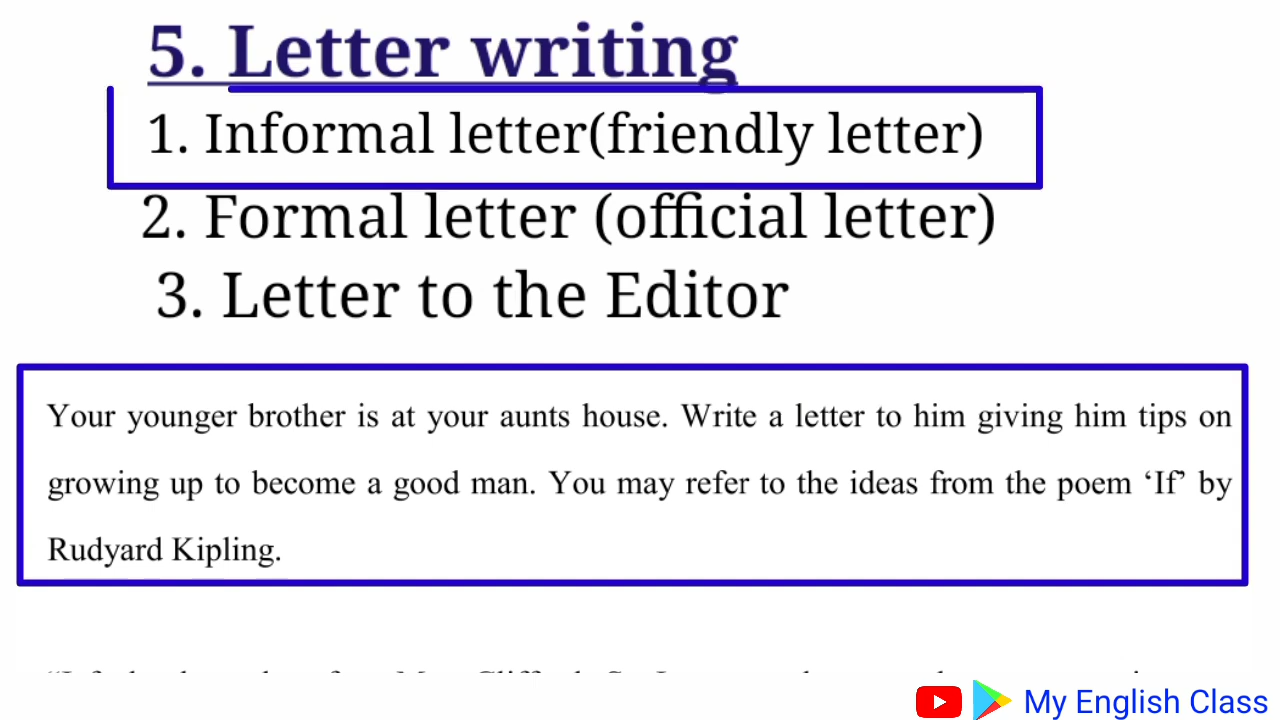 5. Letter writing
1. Informal letter(friendly letter)
2. Formal letter (official letter)
3. Letter to the Editor
Your younger brother is at your aunts house. Write a letter to him giving him tips on
growing up to become a good man. You may refer to the ideas from the poem ‘If’ by
Rudyard Kipling.
My English Class